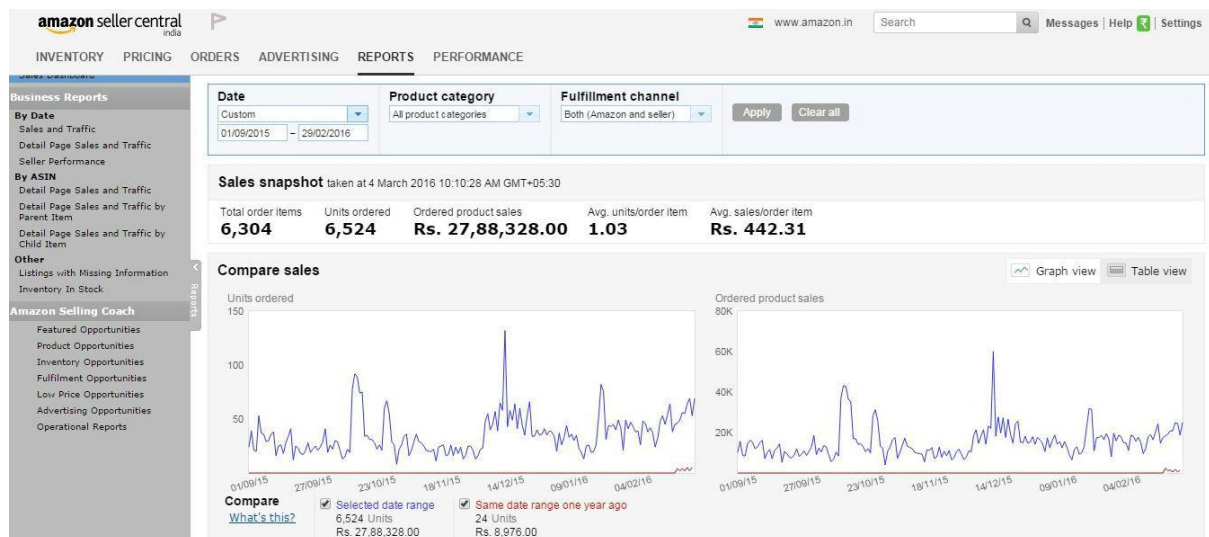 amazon seller central
india
www.amazon.in
Search
Messages | Help | Settings
INVENTORY PRICING ORDERS ADVERTISING REPORTS PERFORMANCE
Sales Dashboard
Business Reports
By Date
Sales and Traffic
Detail Page Sales and Traffic
Seller Performance
By ASIN
Detail Page Sales and Traffic
Detail Page Sales and Traffic by
Parent Item
Detail Page Sales and Traffic by
Child Item
Other
Listings with Missing Information
Inventory In Stock
Amazon Selling Coach
Featured Opportunities
Product Opportunities
Inventory Opportunities
Fulfilment Opportunities
Low Price Opportunities
Advertising Opportunities
Operational Reports
Reports
Date Product category Fulfillment channel
Custom All product categories Both (Amazon and seller) Apply Clear all
01/09/2015 – 29/02/2016
Sales snapshot taken at 4 March 2016 10:10:28 AM GMT+05:30
Total order items Units ordered Ordered product sales Avg. units/order item Avg. sales/order item
6,304 6,524 Rs. 27,88,328.00 1.03 Rs. 442.31
Compare sales
Graph view Table view
Units ordered
150
100
50
01/09/15 27/09/15 23/10/15 18/11/15 14/12/15 09/01/16 04/02/16
Ordered product sales
80K
60K
40K
20K
01/09/15 27/09/15 23/10/15 18/11/15 14/12/15 09/01/16 04/02/16
Compare
What's this?
Selected date range
6,524 Units
Rs. 27,88,328.00
Same date range one year ago
24 Units
Rs. 8,976.00